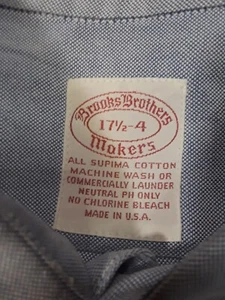 Brooks Brothers
17½-4
Makers
ALL SUPIMA COTTON
MACHINE WASH OR
COMMERCIALLY LAUNDER
NEUTRAL PH ONLY
NO CHLORINE BLEACH
MADE IN U.S.A.